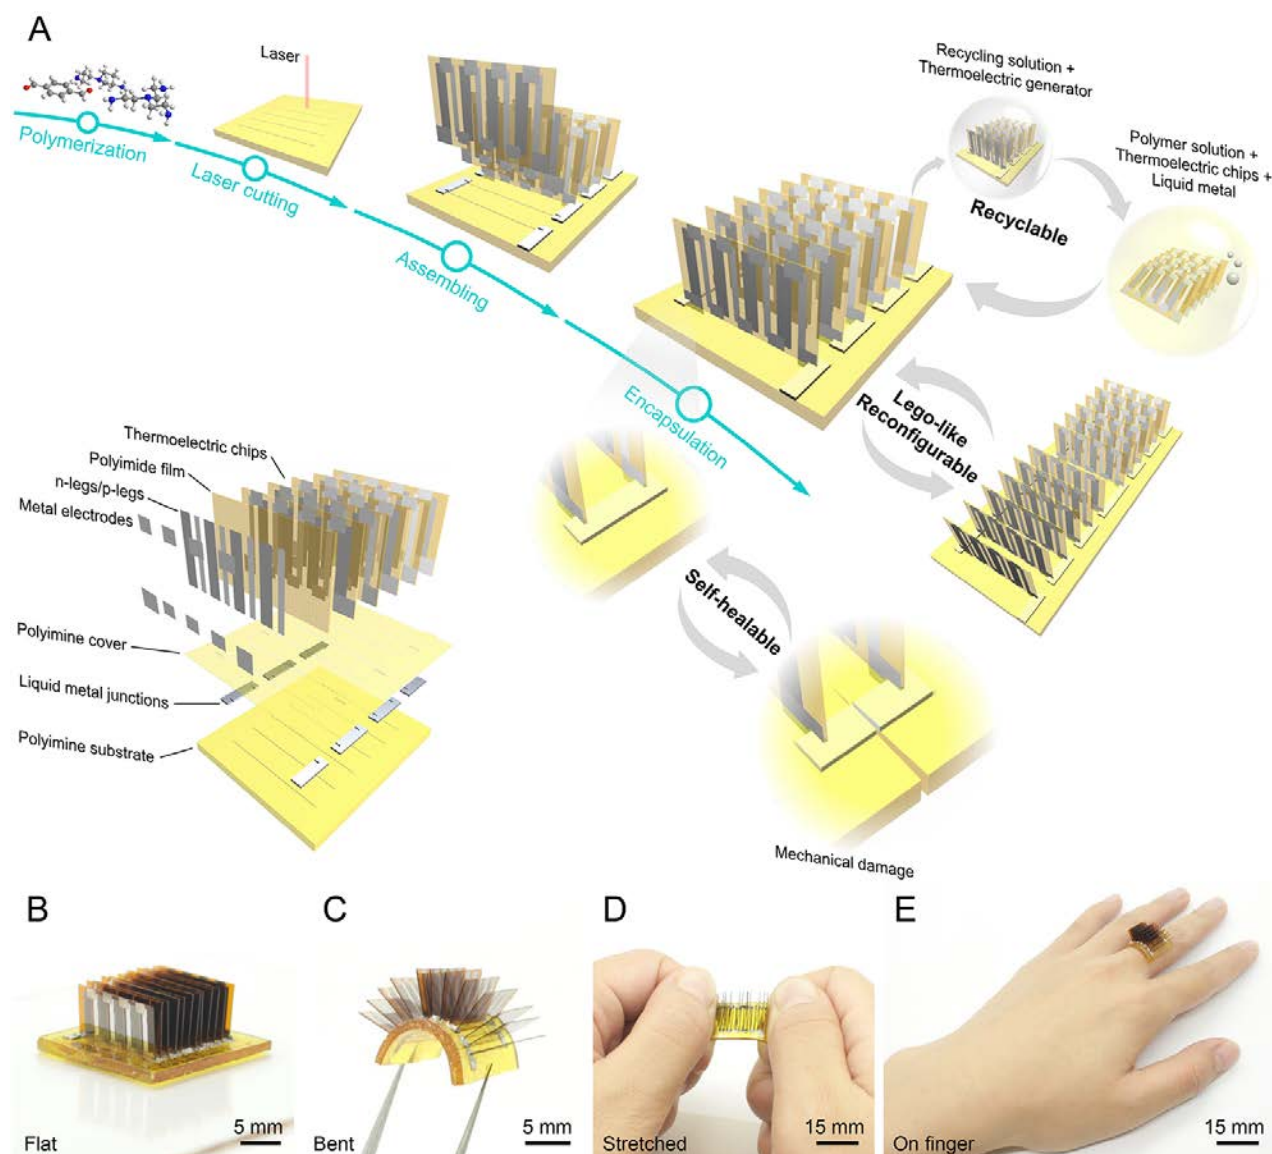 A
Laser
Polymerization
Laser cutting
Assembling
Encapsulation
Recycling solution +
Thermoelectric generator
Recyclable
Polymer solution +
Thermoelectric chips +
Liquid metal
Lego-like
Reconfigurable
Self-healable
Mechanical damage
Thermoelectric chips
Polyimide film
n-legs/p-legs
Metal electrodes
Polyimine cover
Liquid metal junctions
Polyimine substrate
B
Flat
5 mm
C
Bent
5 mm
D
Stretched
15 mm
E
On finger
15 mm